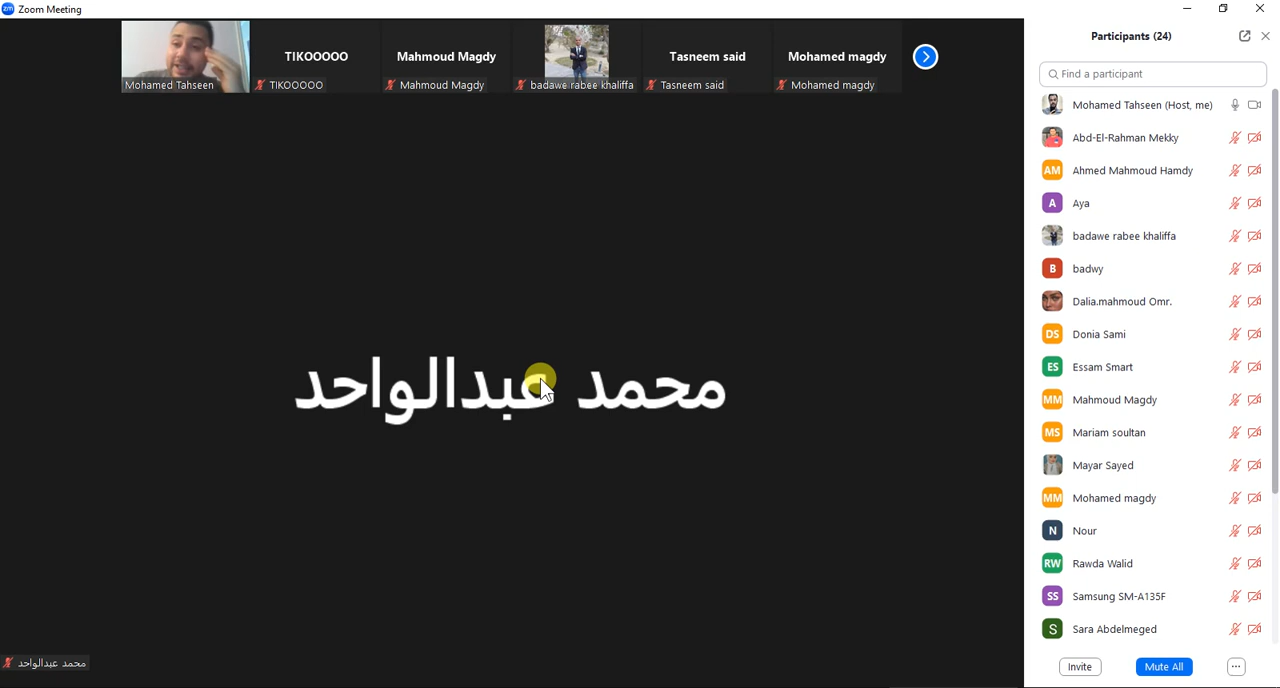 zm Zoom Meeting
TIKOOOOO
Mahmoud Magdy
Tasneem said
Mohamed magdy
Mohamed Tahseen
TIKOOOOO
Mahmoud Magdy
badawe rabee khaliffa
Tasneem said
Mohamed magdy
محمد عبدالواحد
محمد عبدالواحد
Participants (24)
Find a participant
Mohamed Tahseen (Host, me)
Abd-El-Rahman Mekky
AM Ahmed Mahmoud Hamdy
A Aya
badawe rabee khaliffa
B badwy
Dalia.mahmoud Omr.
DS Donia Sami
ES Essam Smart
MM Mahmoud Magdy
MS Mariam soultan
Mayar Sayed
MM Mohamed magdy
N Nour
RW Rawda Walid
SS Samsung SM-A135F
S Sara Abdelmeged
Invite
Mute All
...